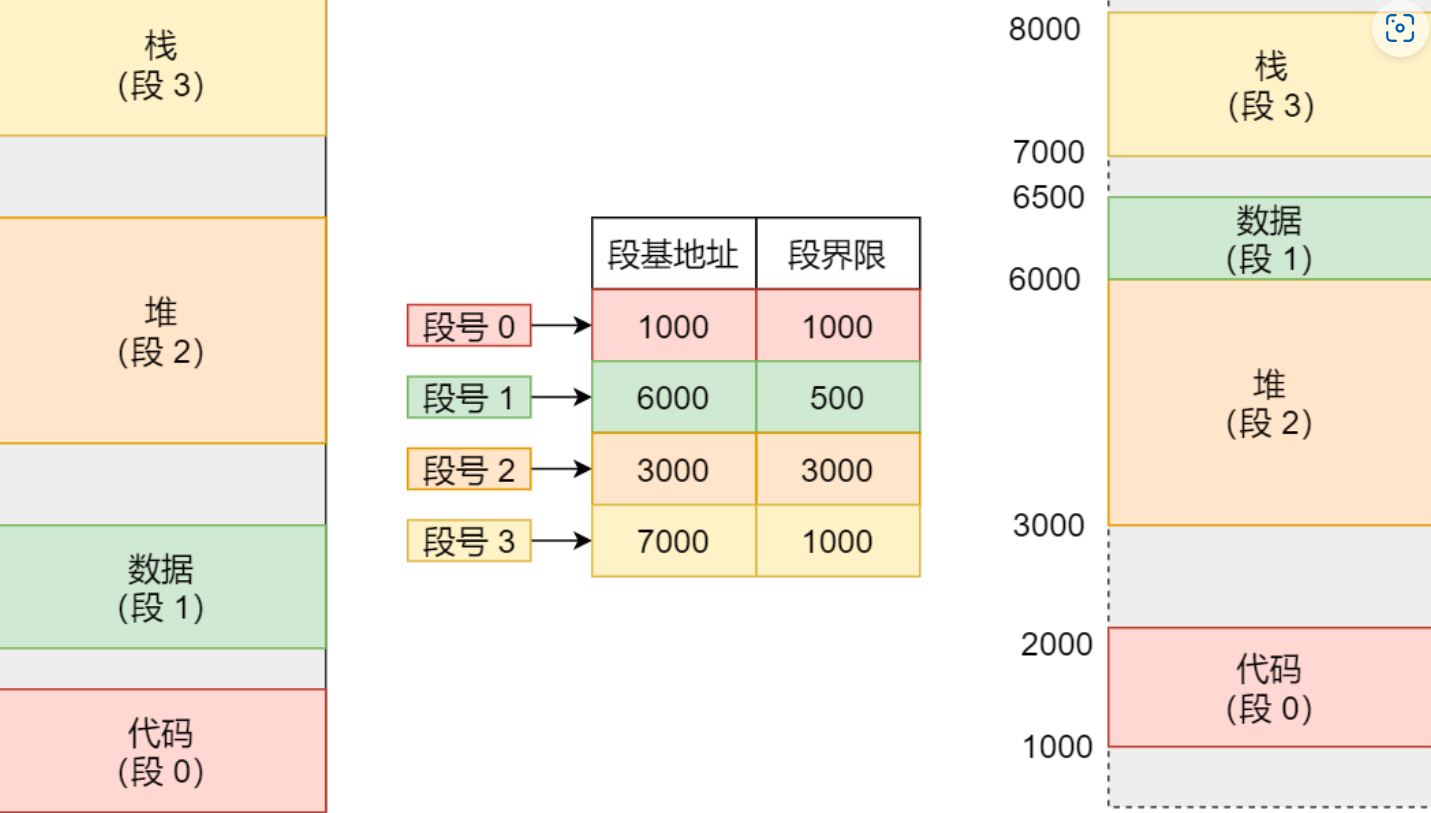 栈
（段 3）
堆
（段 2）
数据
（段 1）
代码
（段 0）
段基地址 段界限
段号 0 1000 1000
段号 1 6000 500
段号 2 3000 3000
段号 3 7000 1000
8000
栈
（段 3）
7000
6500
数据
（段 1）
6000
堆
（段 2）
3000
2000
代码
（段 0）
1000